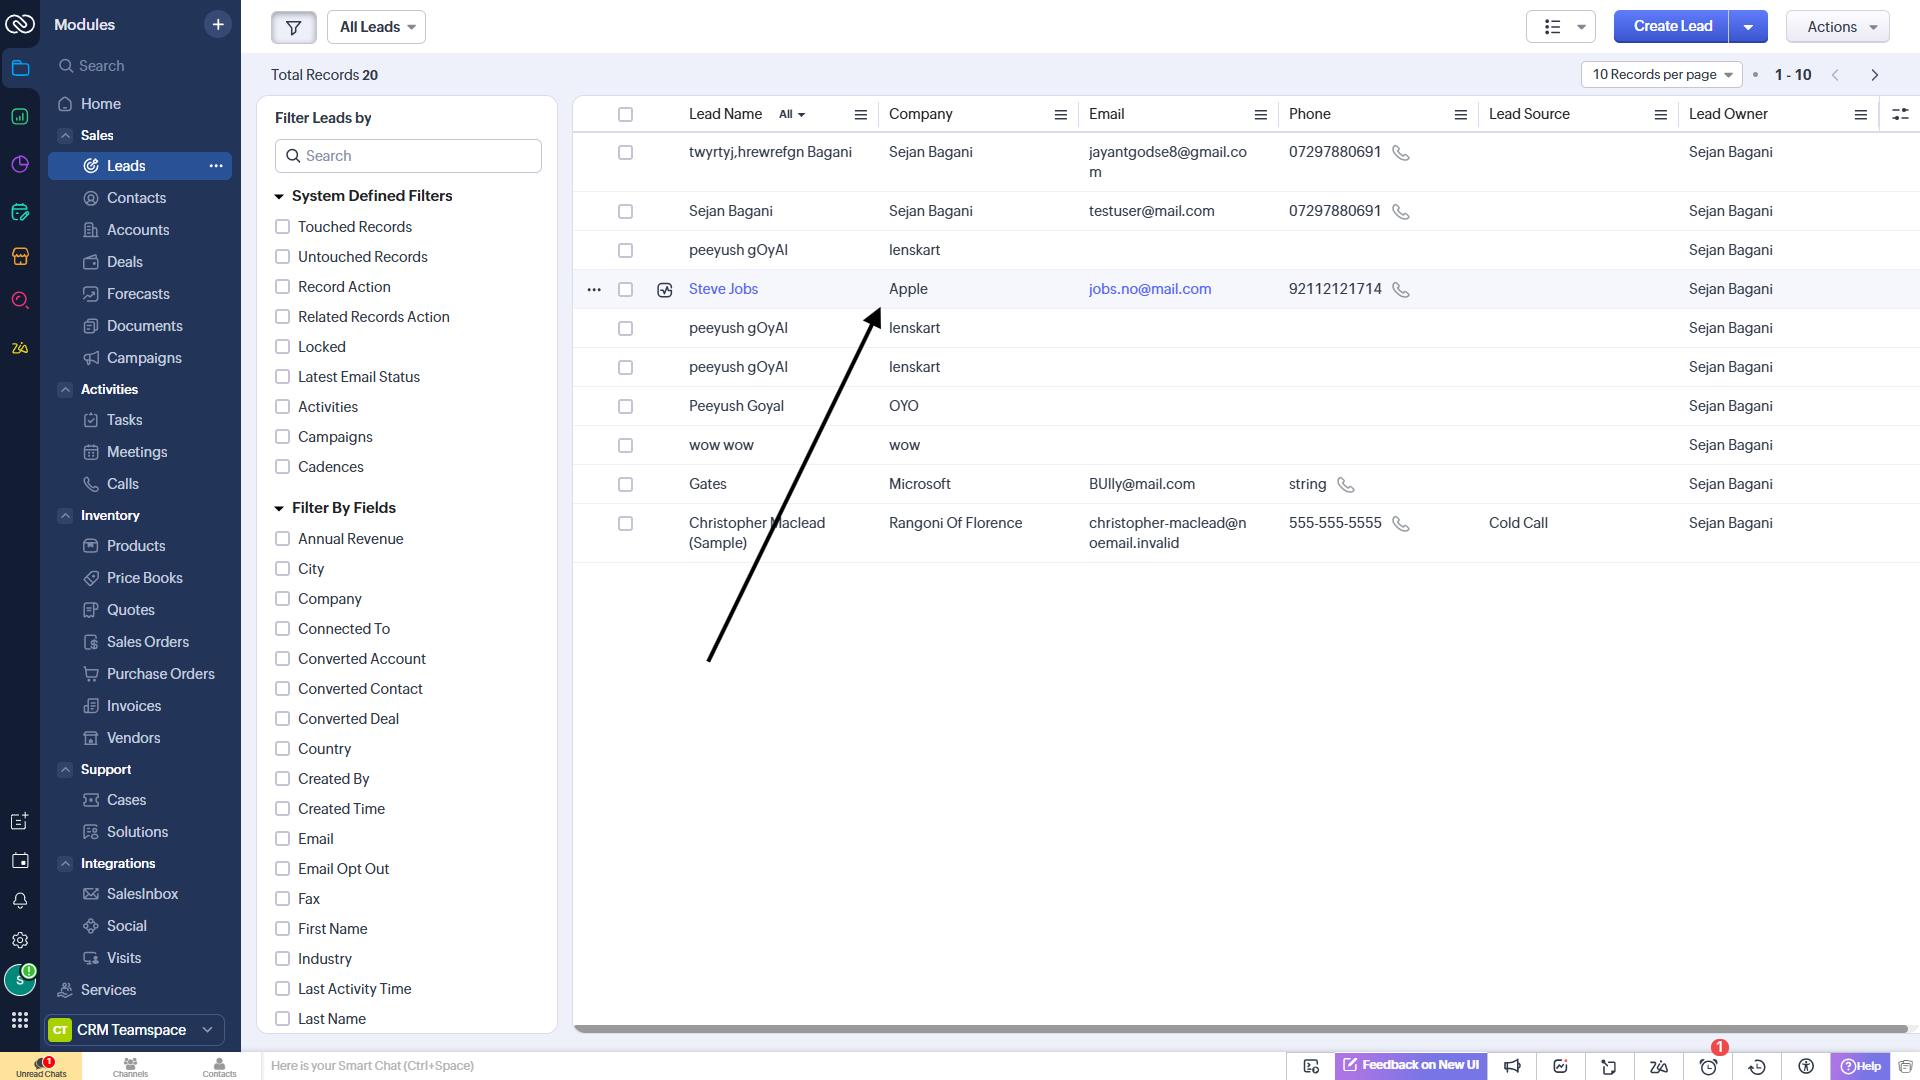 Modules
Search
Home
Sales
Leads
Contacts
Accounts
Deals
Forecasts
Documents
Campaigns
Activities
Tasks
Meetings
Calls
Inventory
Products
Price Books
Quotes
Sales Orders
Purchase Orders
Invoices
Vendors
Support
Cases
Solutions
Integrations
SalesInbox
Social
Visits
Services
S
CT CRM Teamspace
All Leads
Create Lead
Actions
Total Records 20
10 Records per page
1 - 10
Filter Leads by
Search
System Defined Filters
Touched Records
Untouched Records
Record Action
Related Records Action
Locked
Latest Email Status
Activities
Campaigns
Cadences
Filter By Fields
Annual Revenue
City
Company
Connected To
Converted Account
Converted Contact
Converted Deal
Country
Created By
Created Time
Email
Email Opt Out
Fax
First Name
Industry
Last Activity Time
Last Name
Lead Name All Company Email Phone Lead Source Lead Owner
twyrtyj,hrewrefgn Bagani Sejan Bagani jayantgodse8@gmail.co 07297880691 Sejan Bagani
m
Sejan Bagani Sejan Bagani testuser@mail.com 07297880691 Sejan Bagani
peeyush gOyAl lenskart Sejan Bagani
Steve Jobs Apple jobs.no@mail.com 92112121714 Sejan Bagani
peeyush gOyAl lenskart Sejan Bagani
peeyush gOyAl lenskart Sejan Bagani
Peeyush Goyal OYO Sejan Bagani
wow wow wow Sejan Bagani
Gates Microsoft BUlly@mail.com string Sejan Bagani
Christopher Maclead Rangoni Of Florence christopher-maclead@n 555-555-5555 Cold Call Sejan Bagani
(Sample) oemail.invalid
1
Unread Chats
Channels
Contacts
Here is your Smart Chat (Ctrl+Space)
Feedback on New UI
1
Help